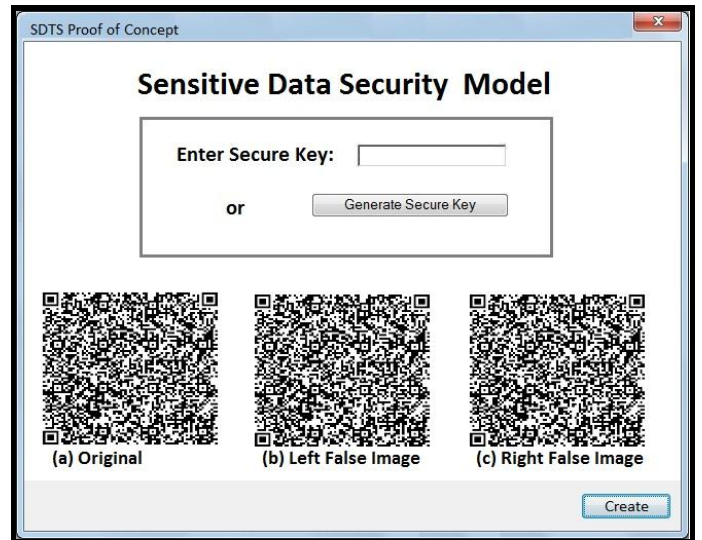 SDTS Proof of Concept
x
Sensitive Data Security Model
Enter Secure Key:
or Generate Secure Key
(a) Original (b) Left False Image (c) Right False Image
Create